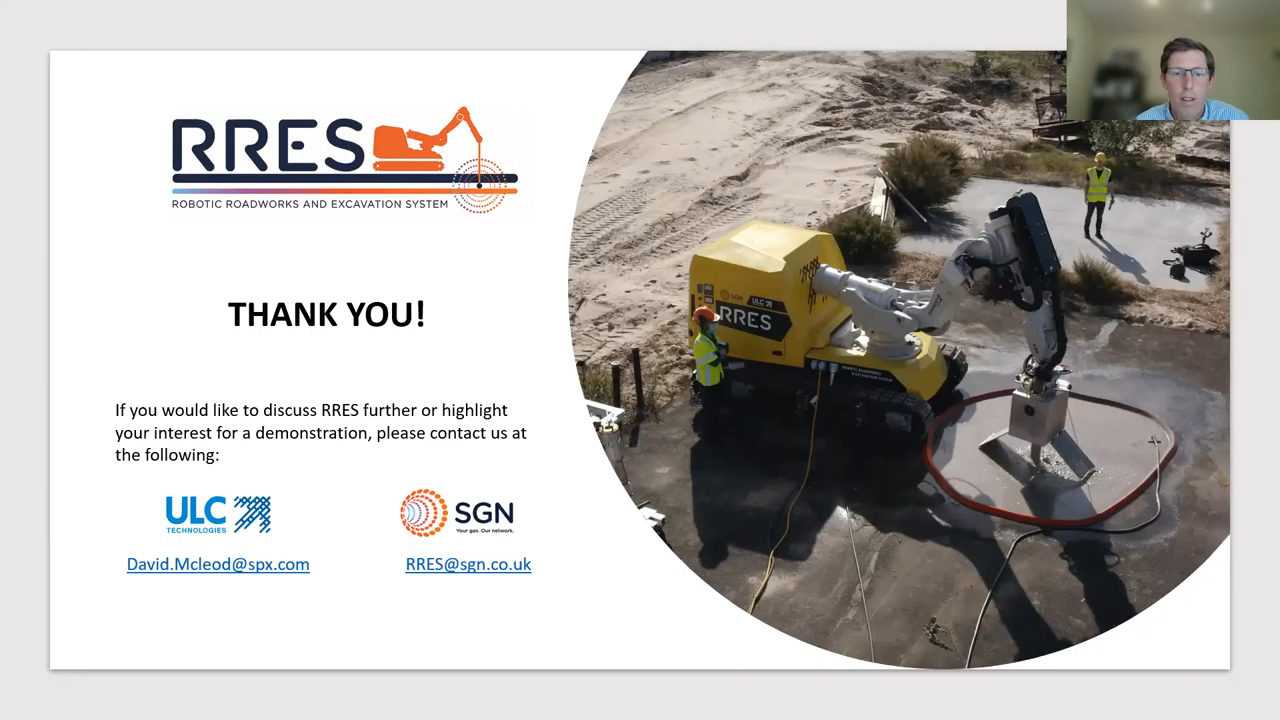 RRES
ROBOTIC ROADWORKS AND EXCAVATION SYSTEM
THANK YOU!
If you would like to discuss RRES further or highlight
your interest for a demonstration, please contact us at
the following:
ULC
TECHNOLOGIES
SGN
Your gas. Our network.
David.Mcleod@spx.com
RRES@sgn.co.uk
SGN ULC
RRES